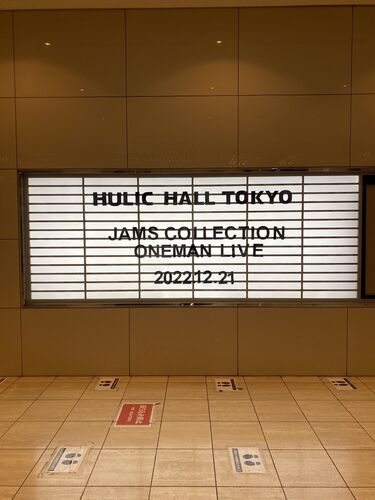 HULIC HALL TOKYO
JAMS COLLECTION
ONEMAN LIVE
2022.12.21